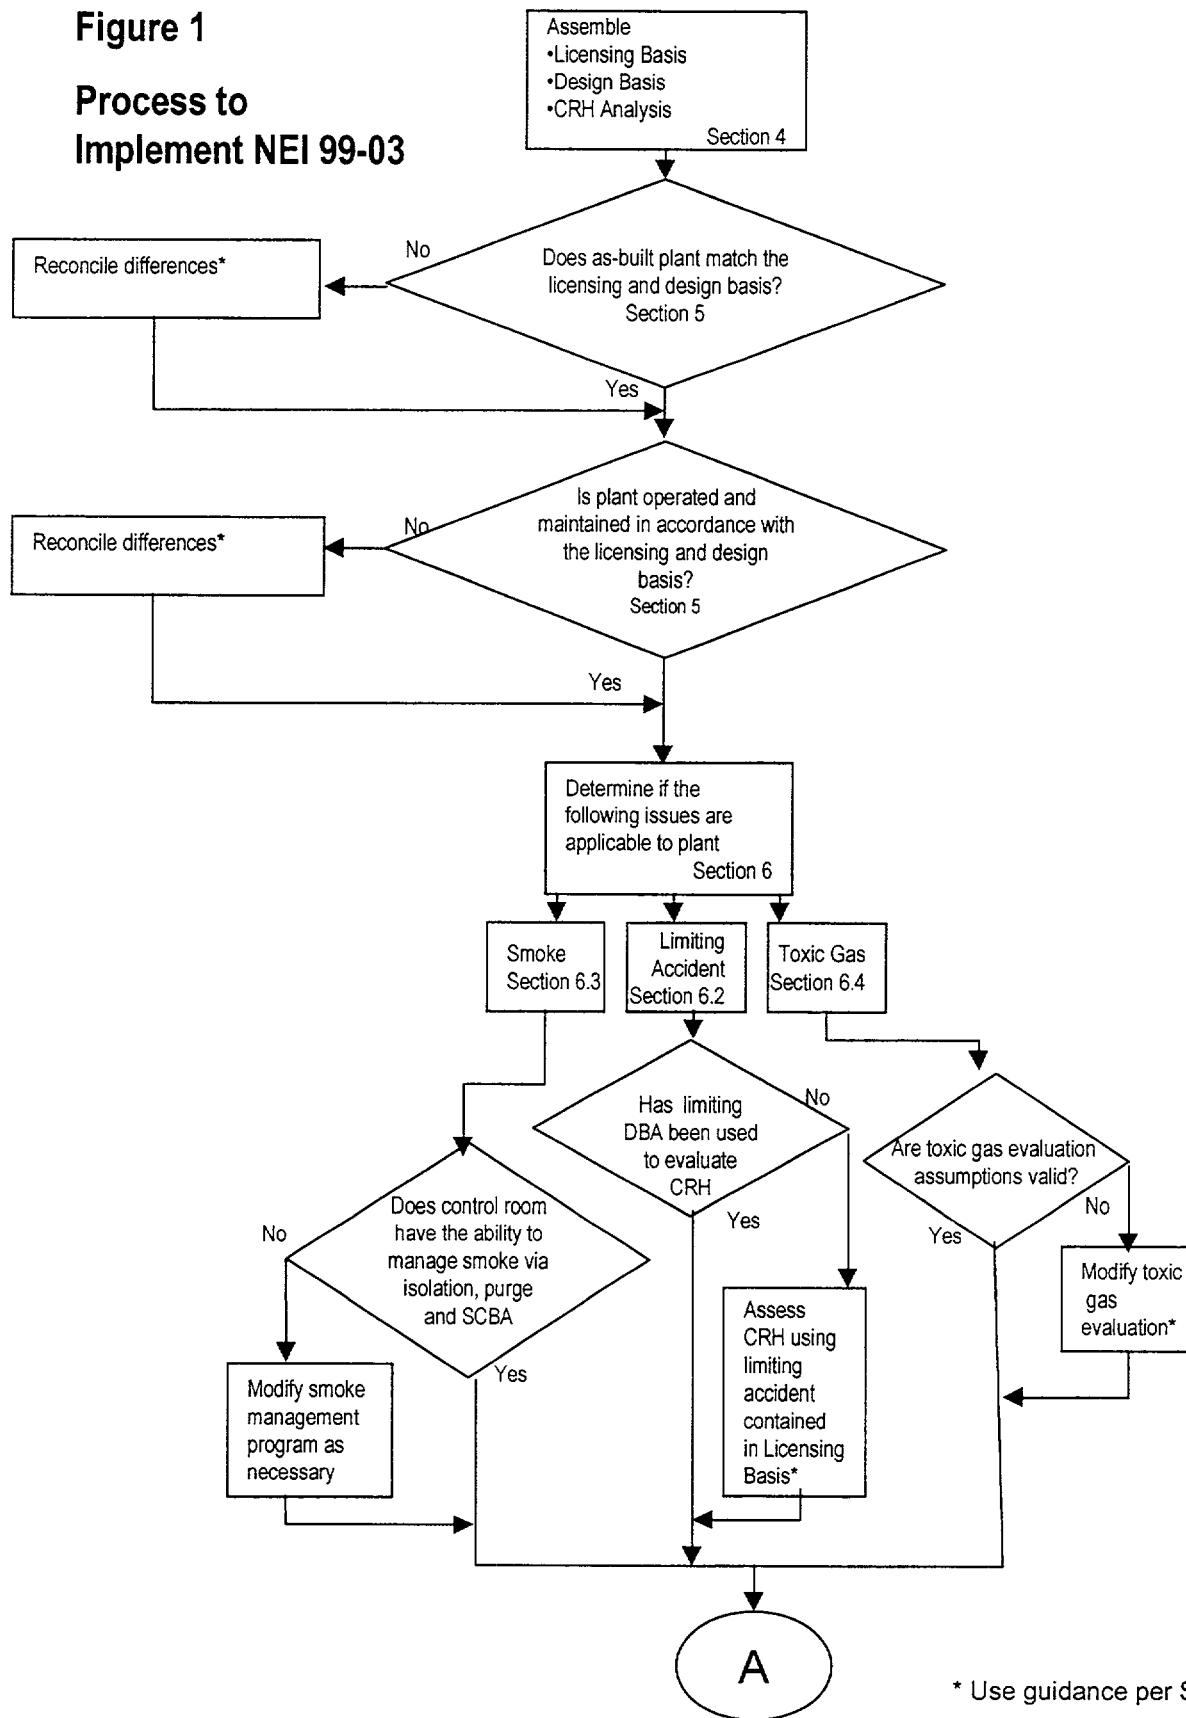 Figure 1
Process to
Implement NEI 99-03
Assemble
•Licensing Basis
•Design Basis
•CRH Analysis
Section 4
Does as-built plant match the
licensing and design basis?
Section 5
No
Reconcile differences*
Yes
Is plant operated and
maintained in accordance with
the licensing and design
basis?
Section 5
No
Reconcile differences*
Yes
Determine if the
following issues are
applicable to plant
Section 6
Smoke
Section 6.3
Limiting
Accident
Section 6.2
Toxic Gas
Section 6.4
Has limiting
DBA been used
to evaluate
CRH
No
Yes
Are toxic gas evaluation
assumptions valid?
No
Yes
Does control room
have the ability to
manage smoke via
isolation, purge
and SCBA
No
Yes
Modify toxic
gas
evaluation*
Assess
CRH using
limiting
accident
contained
in Licensing
Basis*
Modify smoke
management
program as
necessary
A
* Use guidance per S